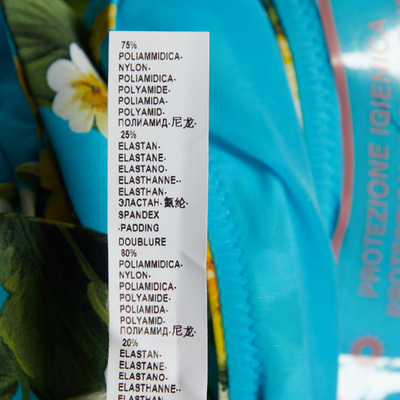 75%
POLIAMMIDICA-
NYLON-
POLIAMIDICA-
POLYAMIDE-
POLIAMIDA-
POLYAMID-
ПОЛИАМИД-尼龙-
25%
ELASTAN-
ELASTANE-
ELASTANO-
ELASTHANNE--
ELASTHAN-
ЭЛАСТАН-氨纶-
SPANDEX
-PADDING
DOUBLURE
80%
POLIAMMIDICA-
NYLON-
POLIAMIDICA-
POLYAMIDE-
POLIAMIDA-
POLYAMID-
ПОЛИАМИД-尼龙-
20%
ELASTAN-
ELASTANE-
ELASTANO-
ELASTHANNE--
ELASTHAN-
PROTEZIONE IGIENICA